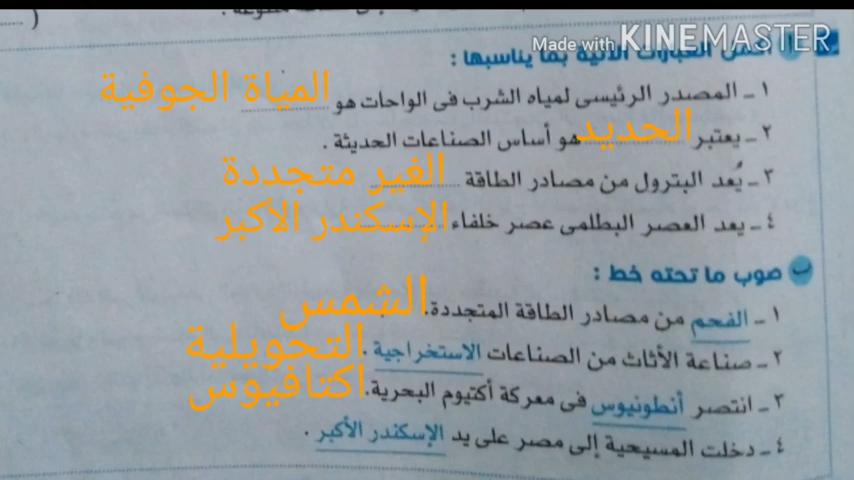 Made with KINEMASTER
أكمل العبارات الآتية بما يناسبها :
١ - المصدر الرئيسى لمياه الشرب فى الواحات هو المياة الجوفية
٢ - يعتبر الحديد هو أساس الصناعات الحديثة .
٣ - يُعد البترول من مصادر الطاقة الغير متجددة
٤ - يعد العصر البطلمى عصر خلفاء الإسكندر الأكبر
ب صوب ما تحته خط :
١ - الفحم من مصادر الطاقة المتجددة. الشمس
٢ - صناعة الأثاث من الصناعات الاستخراجية . التحويلية
٣ - انتصر أنطونيوس فى معركة أكتيوم البحرية. اكتافيوس
٤ - دخلت المسيحية إلى مصر على يد الإسكندر الأكبر .